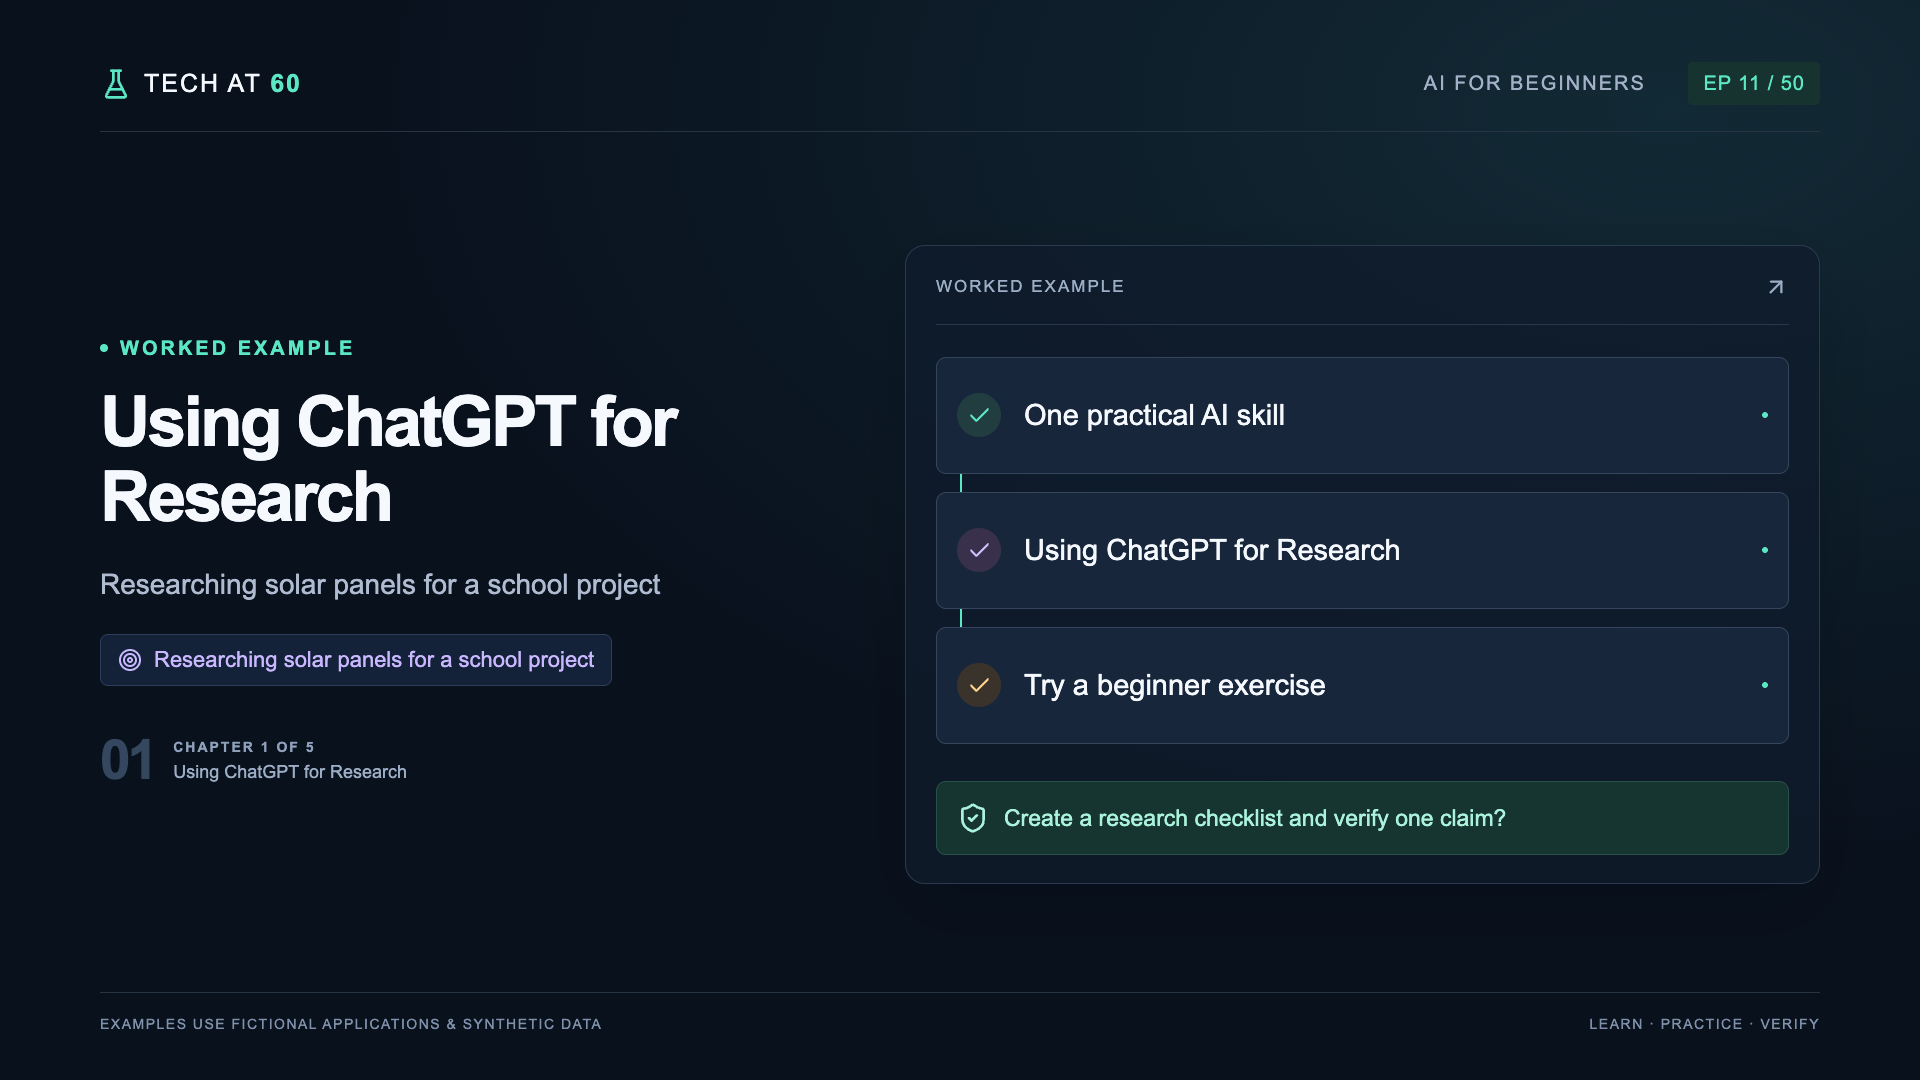 TECH AT 60
AI FOR BEGINNERS
EP 11 / 50
WORKED EXAMPLE
Using ChatGPT for
Research
Researching solar panels for a school project
Researching solar panels for a school project
01
CHAPTER 1 OF 5
Using ChatGPT for Research
WORKED EXAMPLE
One practical AI skill
Using ChatGPT for Research
Try a beginner exercise
Create a research checklist and verify one claim?
EXAMPLES USE FICTIONAL APPLICATIONS & SYNTHETIC DATA
LEARN · PRACTICE · VERIFY